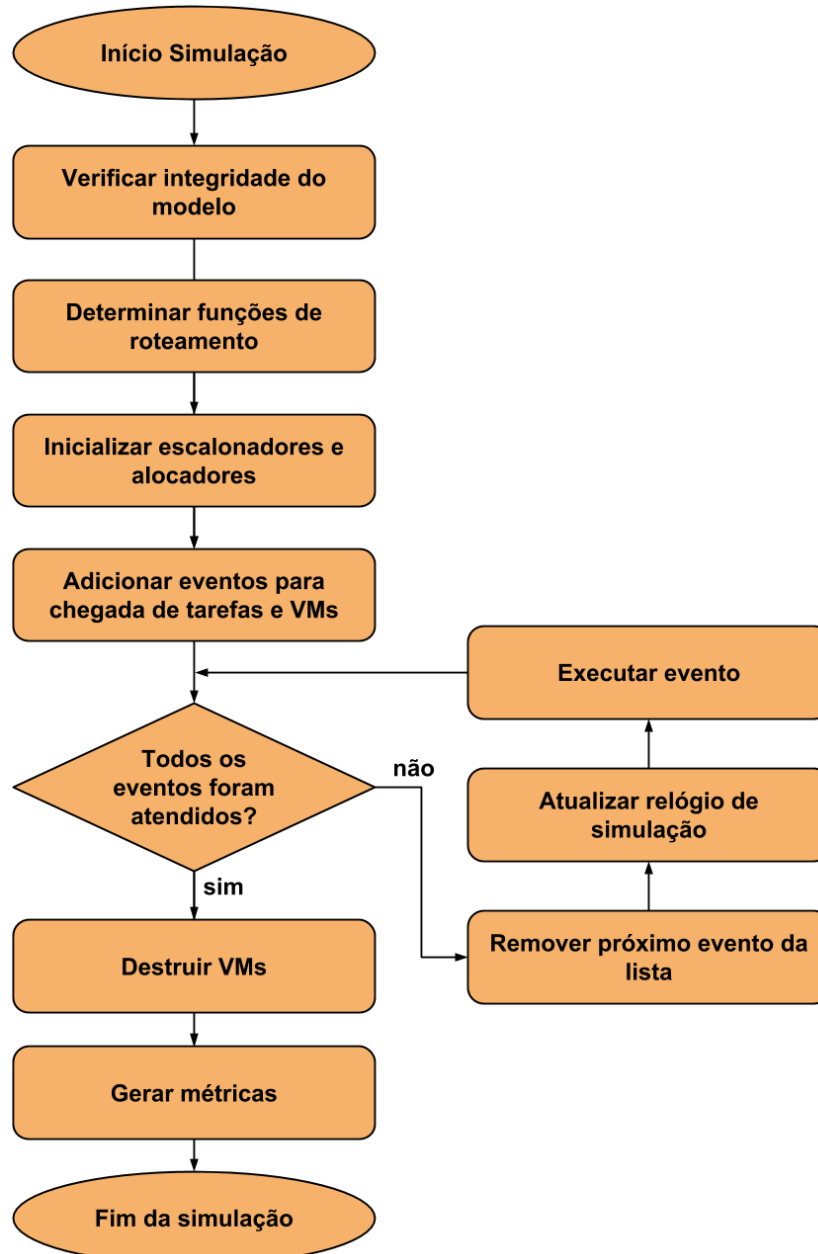 Início Simulação
Verificar integridade do
modelo
Determinar funções de
roteamento
Inicializar escalonadores e
alocadores
Adicionar eventos para
chegada de tarefas e VMs
Executar evento
Todos os
eventos foram
atendidos?
não
Atualizar relógio de
simulação
sim
Remover próximo evento da
lista
Destruir VMs
Gerar métricas
Fim da simulação